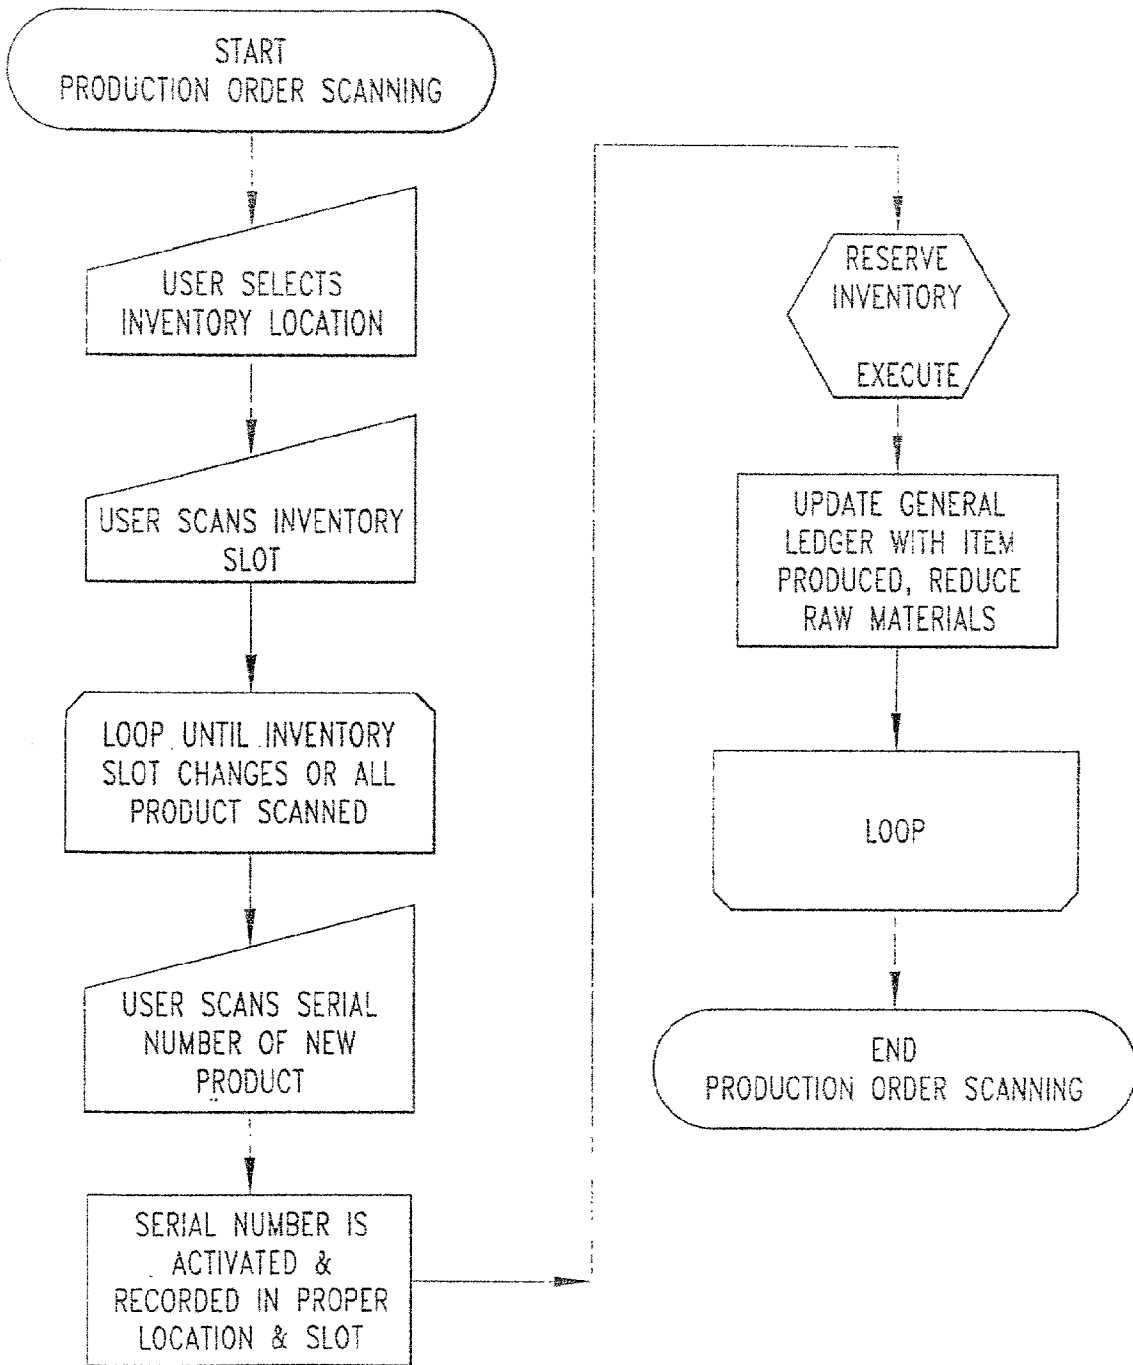 START
PRODUCTION ORDER SCANNING
USER SELECTS
INVENTORY LOCATION
USER SCANS INVENTORY
SLOT
LOOP UNTIL INVENTORY
SLOT CHANGES OR ALL
PRODUCT SCANNED
USER SCANS SERIAL
NUMBER OF NEW
PRODUCT
SERIAL NUMBER IS
ACTIVATED &
RECORDED IN PROPER
LOCATION & SLOT
RESERVE
INVENTORY
EXECUTE
UPDATE GENERAL
LEDGER WITH ITEM
PRODUCED, REDUCE
RAW MATERIALS
LOOP
END
PRODUCTION ORDER SCANNING